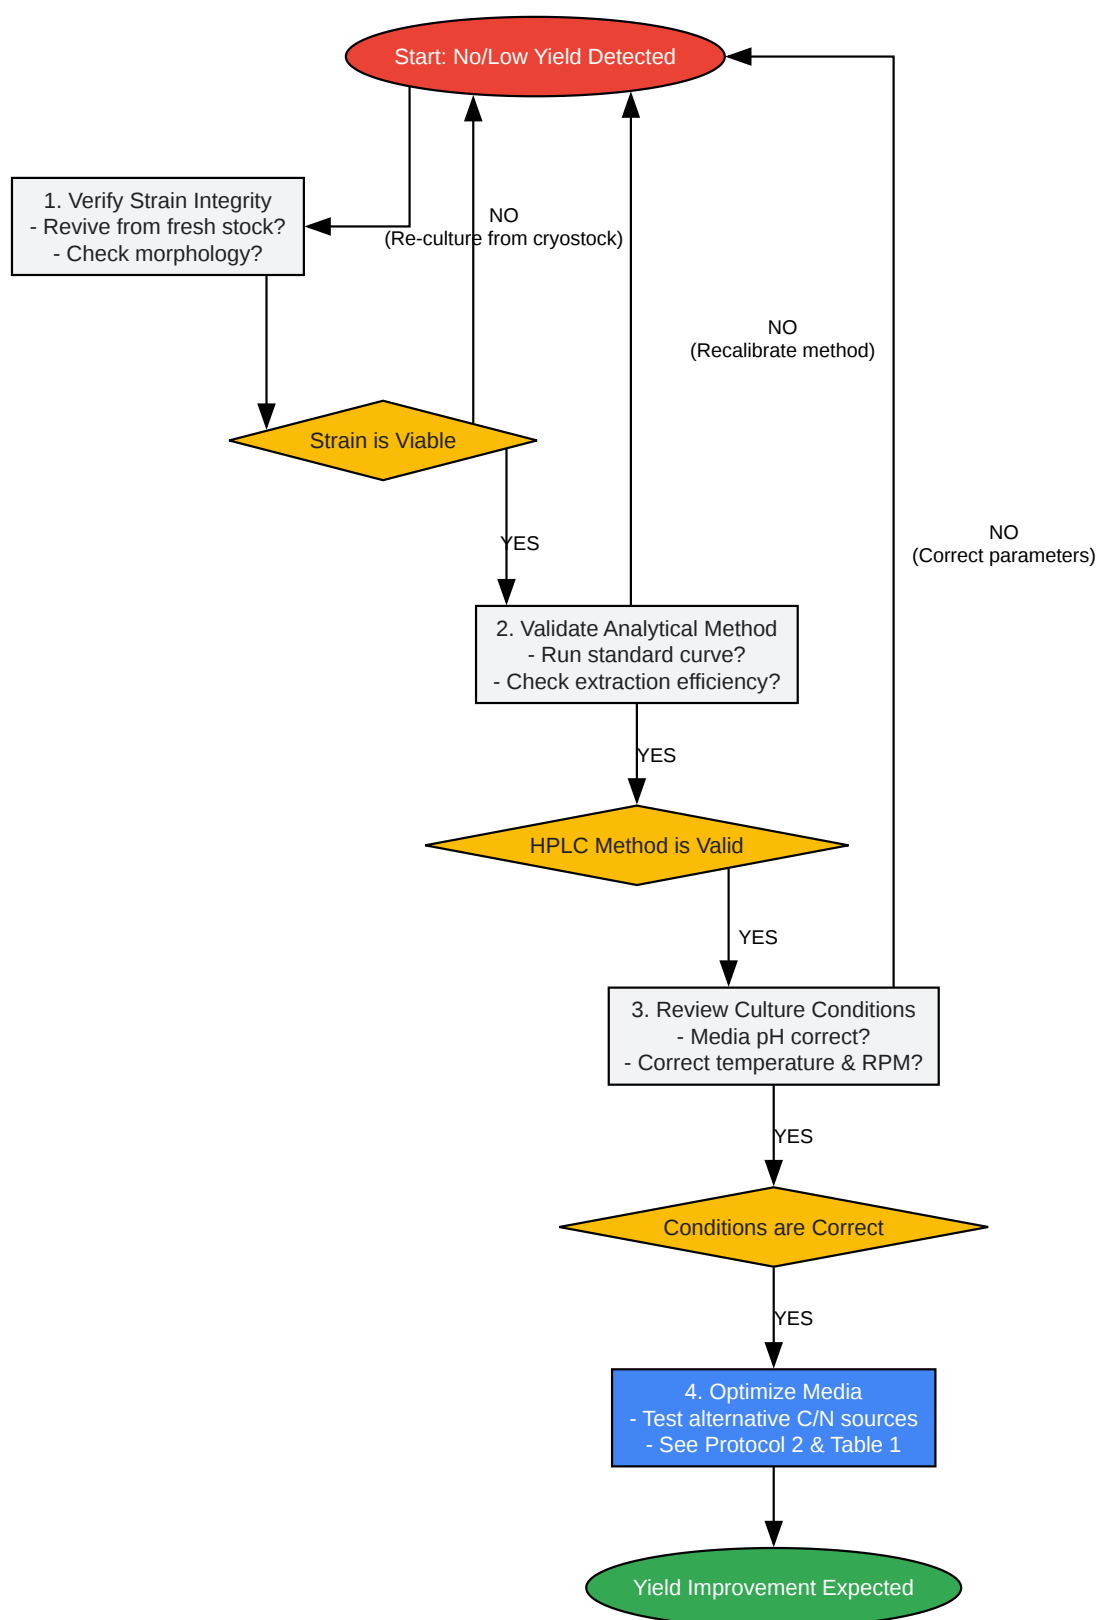 Start: No/Low Yield Detected
1. Verify Strain Integrity
- Revive from fresh stock?
- Check morphology?
NO
(Re-culture from cryostock)
NO
(Recalibrate method)
Strain is Viable
YES
NO
(Correct parameters)
2. Validate Analytical Method
- Run standard curve?
- Check extraction efficiency?
YES
HPLC Method is Valid
YES
3. Review Culture Conditions
- Media pH correct?
- Correct temperature & RPM?
YES
Conditions are Correct
YES
4. Optimize Media
- Test alternative C/N sources
- See Protocol 2 & Table 1
Yield Improvement Expected